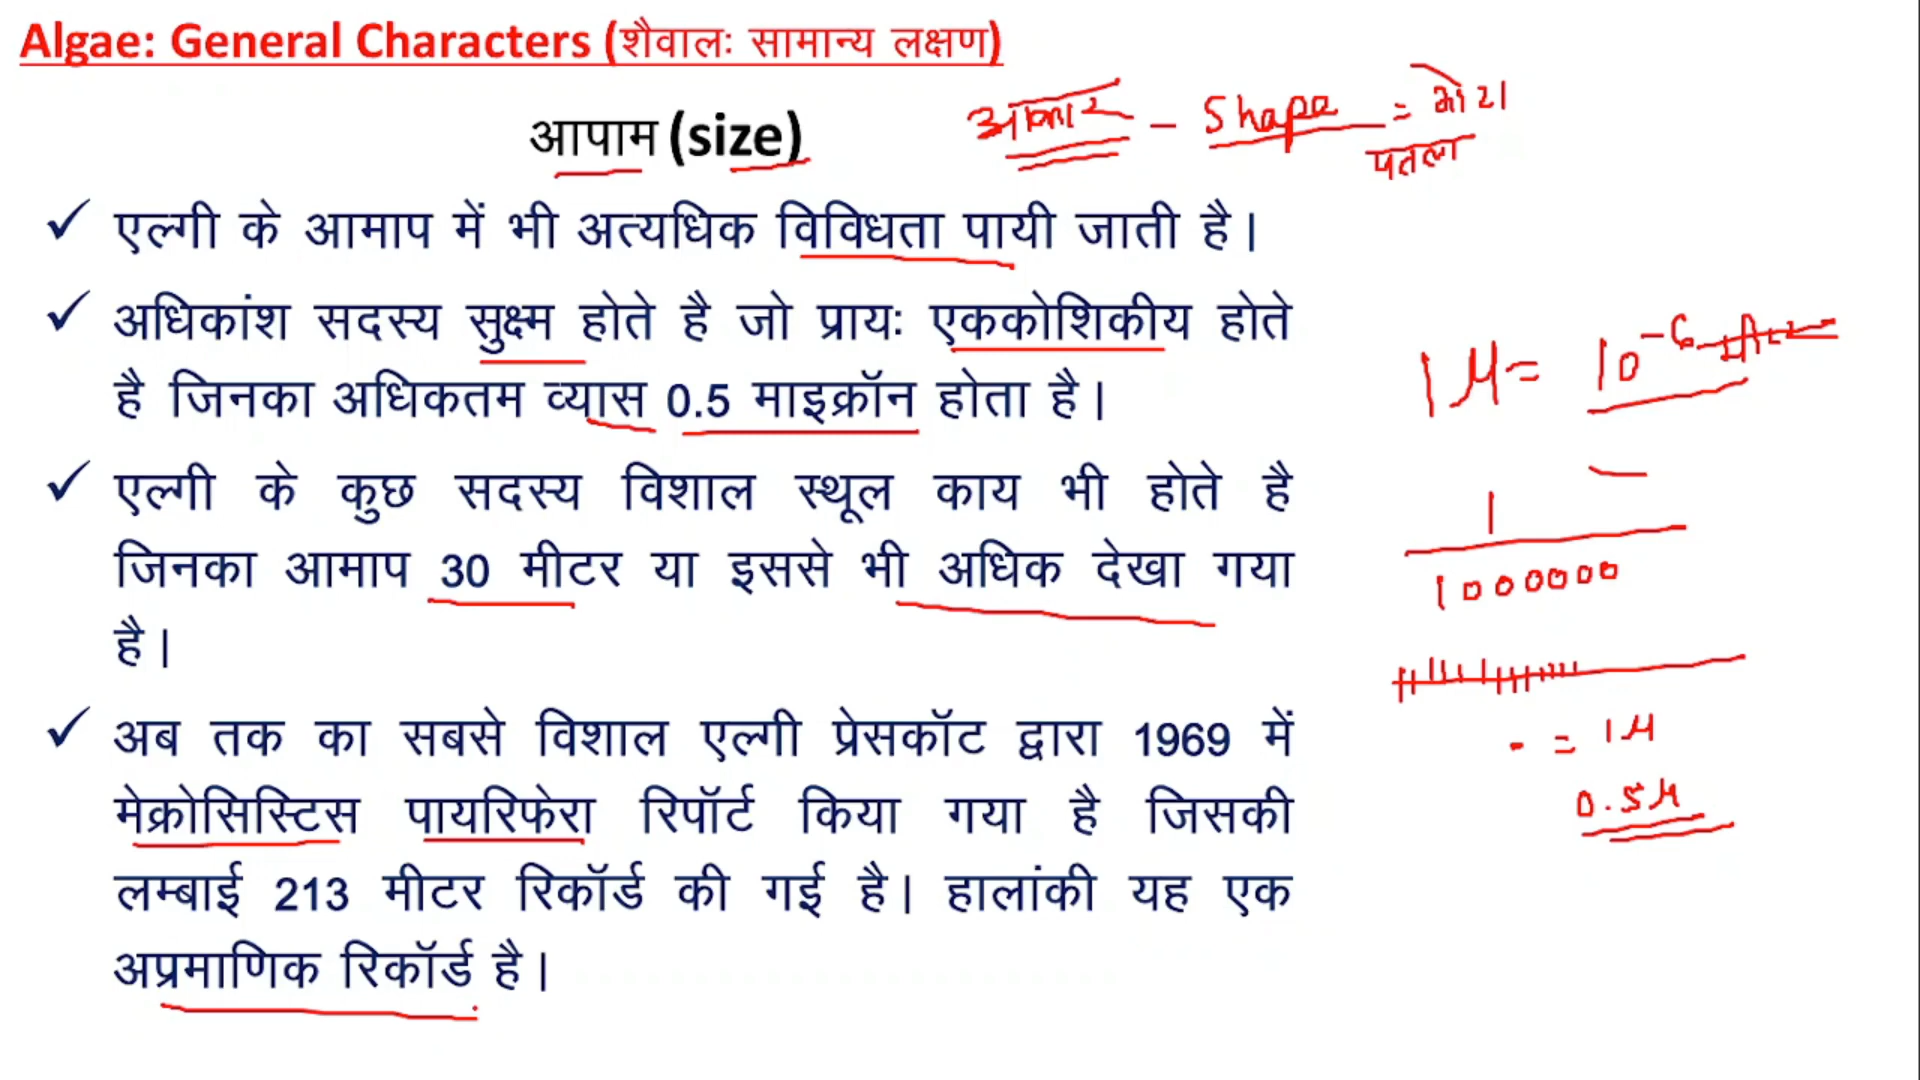 Algae: General Characters (शैवालः सामान्य लक्षण)
आपाम (size)
आकार - Shape = मोटा
पतला
✓ एल्गी के आमाप में भी अत्यधिक विविधता पायी जाती है।
✓ अधिकांश सदस्य सुक्ष्म होते है जो प्रायः एककोशिकीय होते
है जिनका अधिकतम व्यास 0.5 माइक्रॉन होता है।
✓ एल्गी के कुछ सदस्य विशाल स्थूल काय भी होते है
जिनका आमाप 30 मीटर या इससे भी अधिक देखा गया
है।
✓ अब तक का सबसे विशाल एल्गी प्रेसकॉट द्वारा 1969 में
मेक्रोसिस्टिस पायरिफेरा रिपॉर्ट किया गया है जिसकी
लम्बाई 213 मीटर रिकॉर्ड की गई है। हालांकी यह एक
अप्रमाणिक रिकॉर्ड है।
1 µ = 10⁻⁶ मीटर
1
1000000
. = 1µ
0.5µ